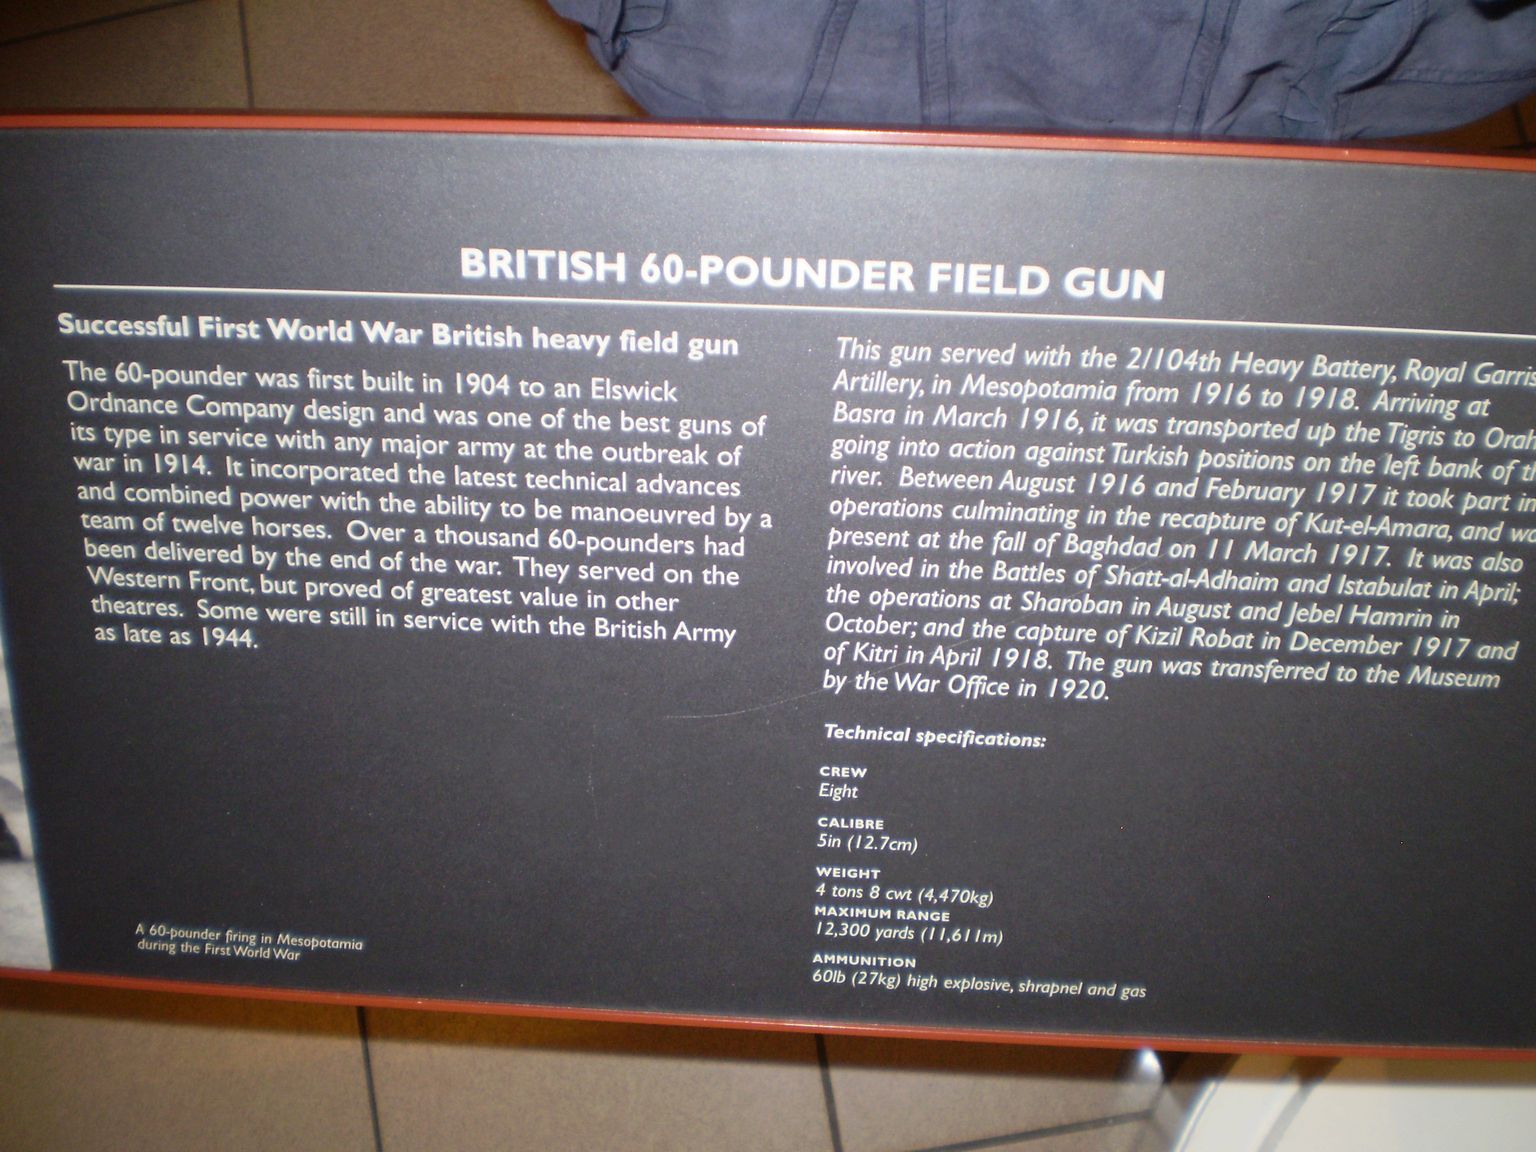 BRITISH 60-POUNDER FIELD GUN
Successful First World War British heavy field gun
The 60-pounder was first built in 1904 to an Elswick
Ordnance Company design and was one of the best guns of
its type in service with any major army at the outbreak of
war in 1914. It incorporated the latest technical advances
and combined power with the ability to be manoeuvred by a
team of twelve horses. Over a thousand 60-pounders had
been delivered by the end of the war. They served on the
Western Front, but proved of greatest value in other
theatres. Some were still in service with the British Army
as late as 1944.
A 60-pounder firing in Mesopotamia
during the First World War
This gun served with the 2/104th Heavy Battery, Royal
Artillery, in Mesopotamia from 1916 to 1918. Arriving at
Basra in March 1916, it was transported up the Tigris to
going into action against Turkish positions on the left bank of
river. Between August 1916 and February 1917 it took part in
operations culminating in the recapture of Kut-el-Amara, and
present at the fall of Baghdad on 11 March 1917. It was also
involved in the Battles of Shatt-al-Adhaim and Istabulat in April;
the operations at Sharoban in August and Jebel Hamrin in
October; and the capture of Kizil Robat in December 1917 and
of Kitri in April 1918. The gun was transferred to the Museum
by the War Office in 1920.
Technical specifications:
CREW
Eight
CALIBRE
5in (12.7cm)
WEIGHT
4 tons 8 cwt (4,470kg)
MAXIMUM RANGE
12,300 yards (11,611m)
AMMUNITION
60lb (27kg) high explosive, shrapnel and gas